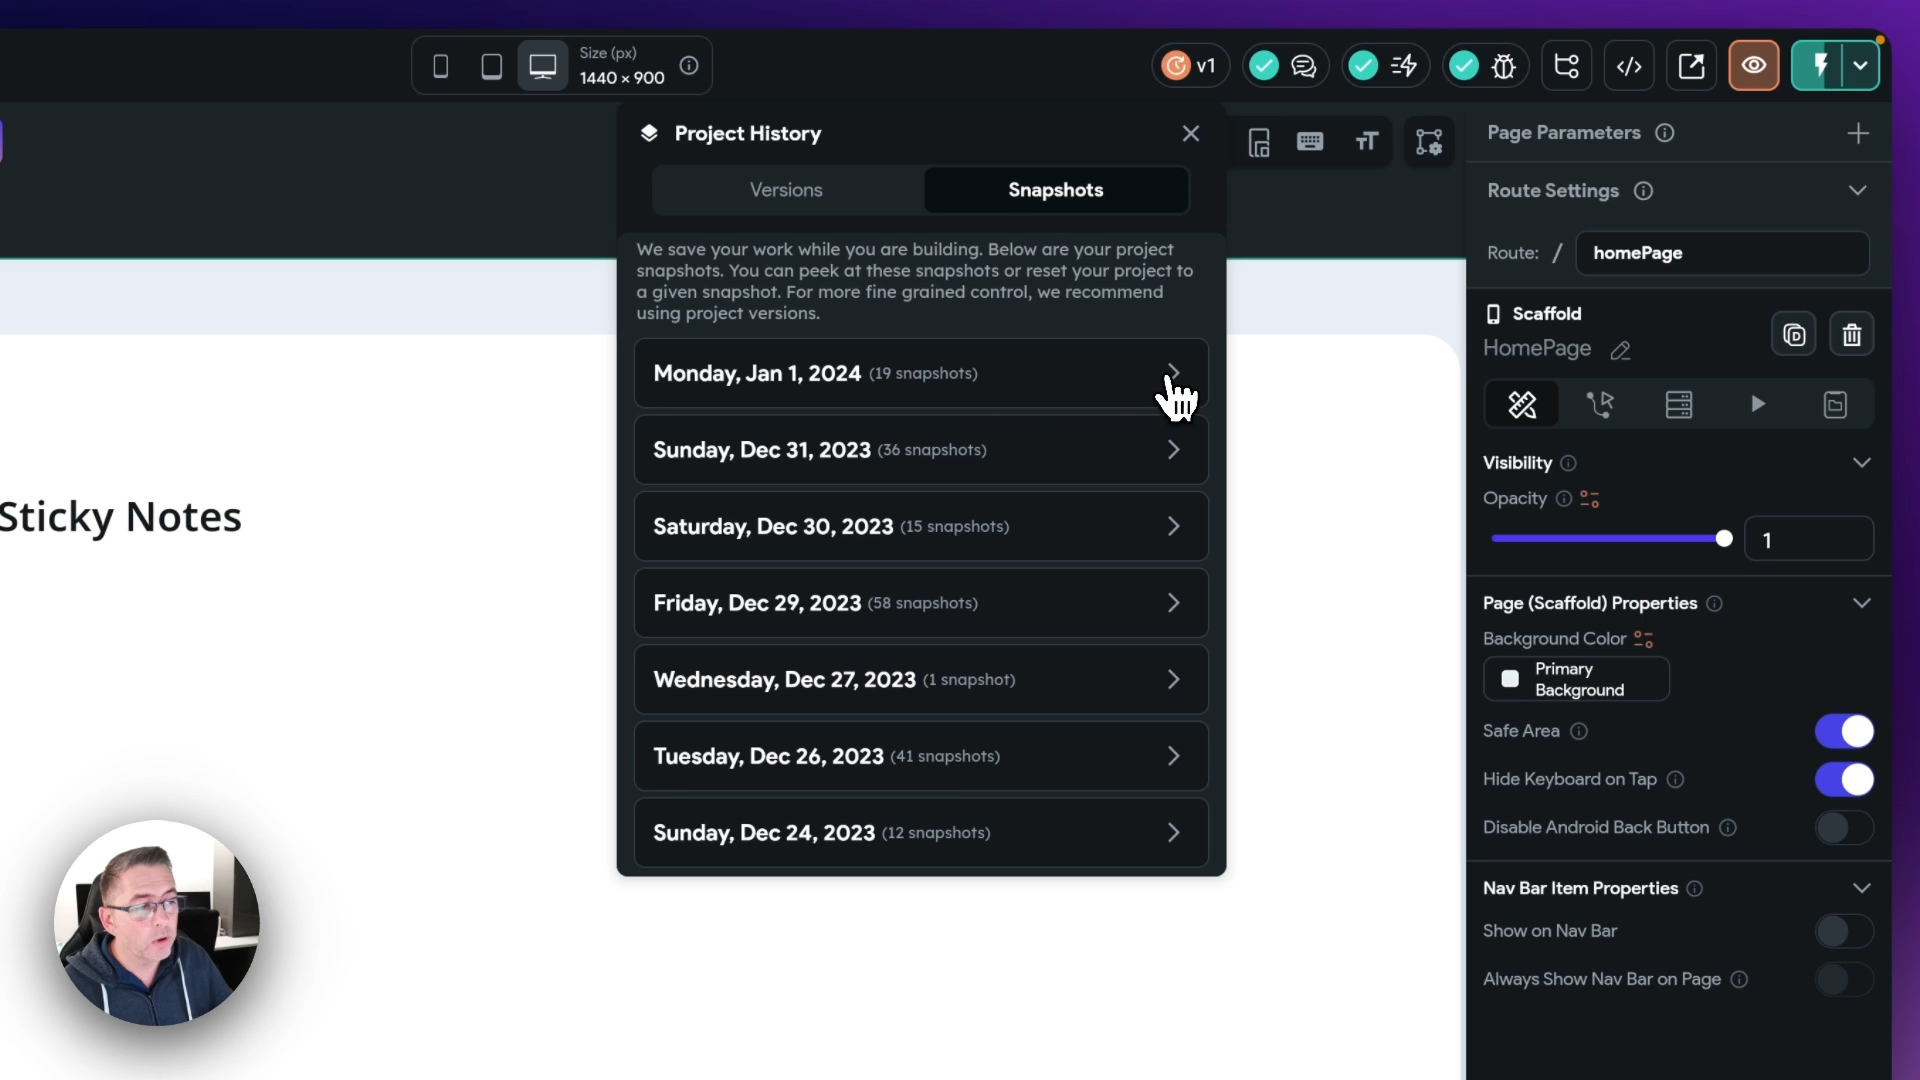 Size (px)
1440 × 900
v1
Project History
Versions
Snapshots
We save your work while you are building. Below are your project
snapshots. You can peek at these snapshots or reset your project to
a given snapshot. For more fine grained control, we recommend
using project versions.
Monday, Jan 1, 2024 (19 snapshots)
Sunday, Dec 31, 2023 (36 snapshots)
Saturday, Dec 30, 2023 (15 snapshots)
Friday, Dec 29, 2023 (58 snapshots)
Wednesday, Dec 27, 2023 (1 snapshot)
Tuesday, Dec 26, 2023 (41 snapshots)
Sunday, Dec 24, 2023 (12 snapshots)
Sticky Notes
Page Parameters
Route Settings
Route: / homePage
Scaffold
HomePage
Visibility
Opacity
1
Page (Scaffold) Properties
Background Color
Primary
Background
Safe Area
Hide Keyboard on Tap
Disable Android Back Button
Nav Bar Item Properties
Show on Nav Bar
Always Show Nav Bar on Page